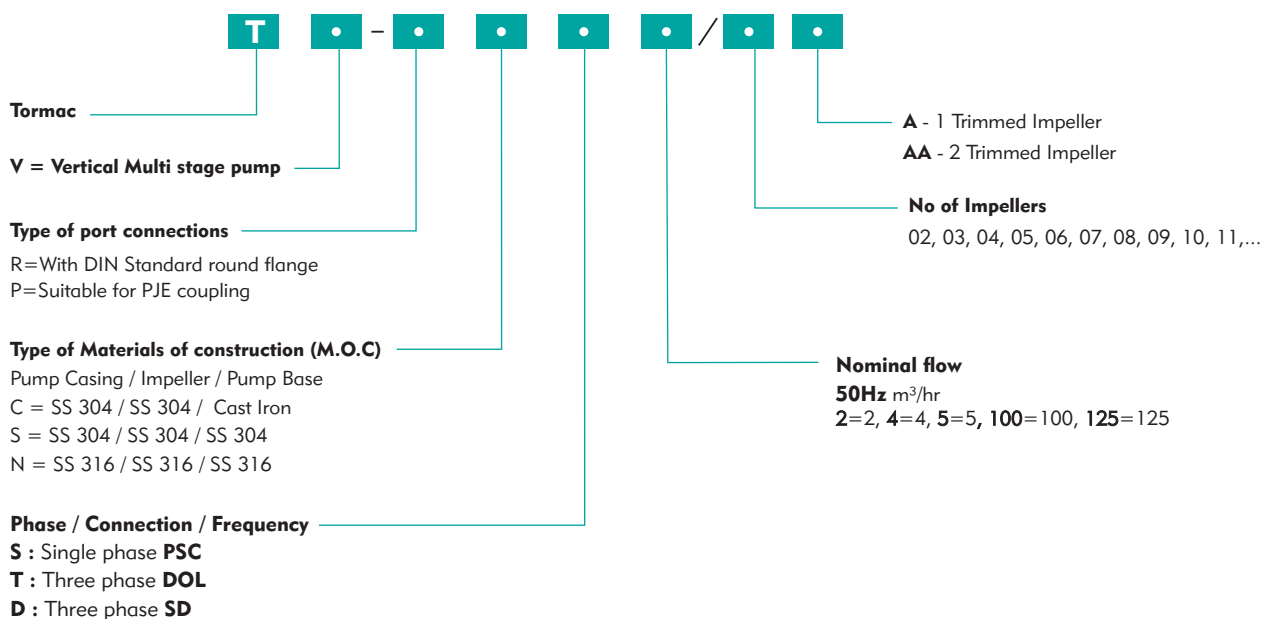 T • - • • • • / • •
Tormac
V = Vertical Multi stage pump
Type of port connections
R=With DIN Standard round flange
P=Suitable for PJE coupling
Type of Materials of construction (M.O.C)
Pump Casing / Impeller / Pump Base
C = SS 304 / SS 304 / Cast Iron
S = SS 304 / SS 304 / SS 304
N = SS 316 / SS 316 / SS 316
Phase / Connection / Frequency
S : Single phase PSC
T : Three phase DOL
D : Three phase SD
A - 1 Trimmed Impeller
AA - 2 Trimmed Impeller
No of Impellers
02, 03, 04, 05, 06, 07, 08, 09, 10, 11,...
Nominal flow
50Hz m³/hr
2=2, 4=4, 5=5, 100=100, 125=125